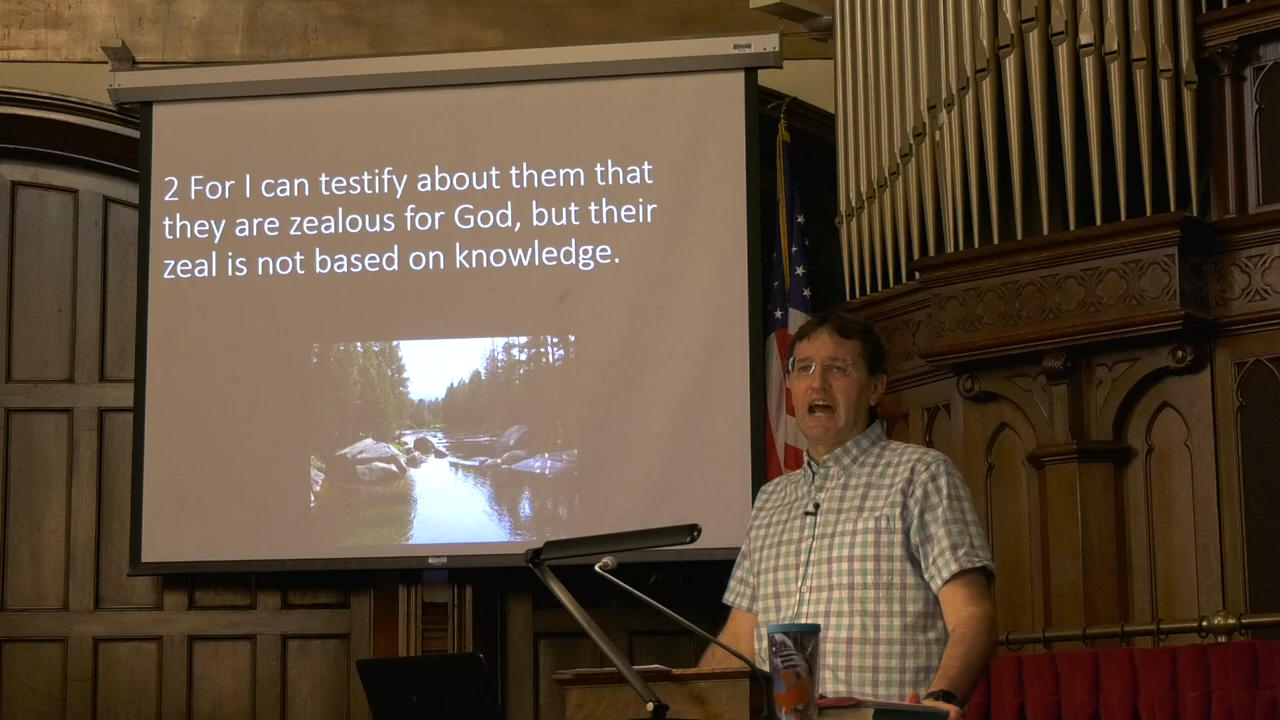 2 For I can testify about them that
they are zealous for God, but their
zeal is not based on knowledge.